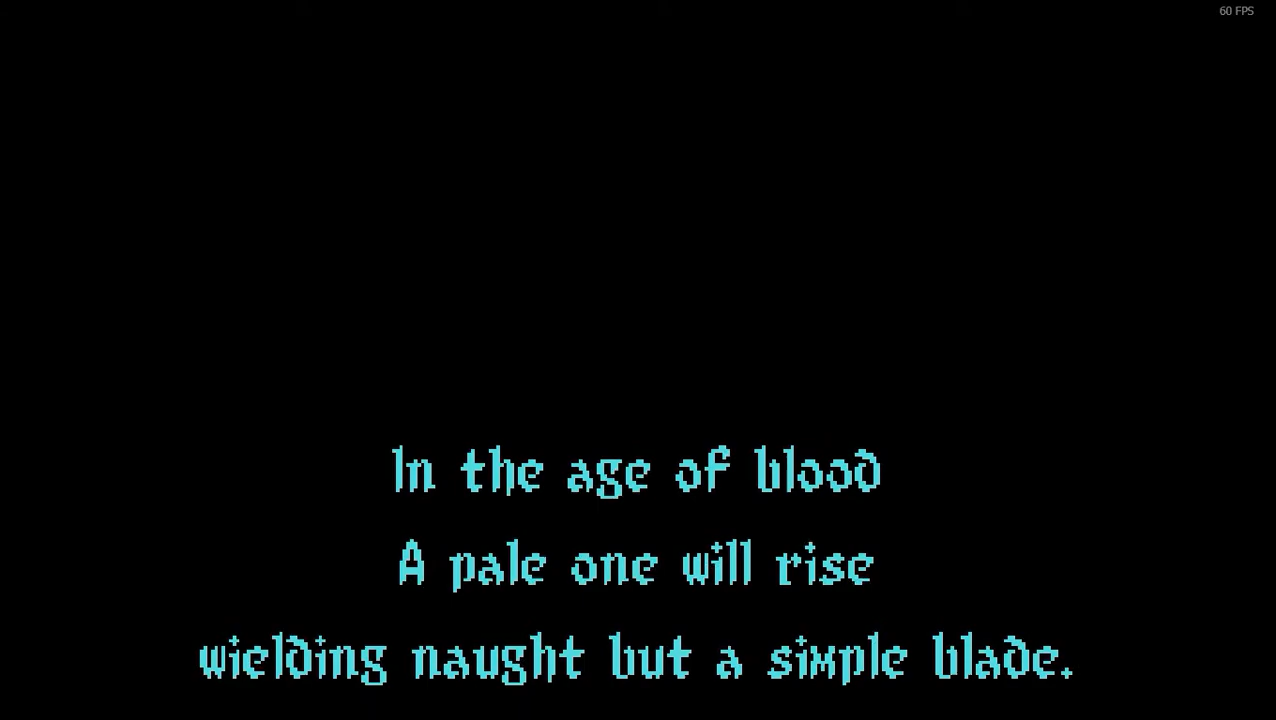 60 FPS
In the age of blood
A pale one will rise
wielding naught but a simple blade.